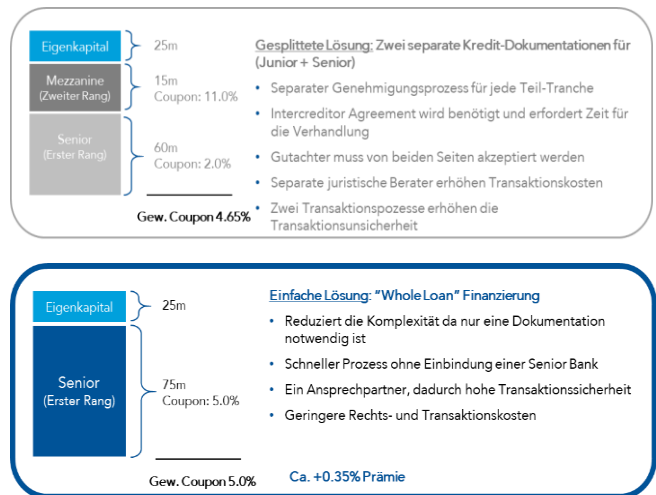 Eigenkapital
25m
Mezzanine
(Zweiter Rang)
15m
Coupon: 11.0%
Senior
(Erster Rang)
60m
Coupon: 2.0%
Gew. Coupon 4.65%
Gesplittete Lösung: Zwei separate Kredit-Dokumentationen für
(Junior + Senior)
• Separater Genehmigungsprozess für jede Teil-Tranche
• Intercreditor Agreement wird benötigt und erfordert Zeit für
die Verhandlung
• Gutachter muss von beiden Seiten akzeptiert werden
• Separate juristische Berater erhöhen Transaktionskosten
• Zwei Transaktionspozesse erhöhen die
Transaktionsunsicherheit
Eigenkapital
25m
Senior
(Erster Rang)
75m
Coupon: 5.0%
Gew. Coupon 5.0%
Einfache Lösung: "Whole Loan" Finanzierung
• Reduziert die Komplexität da nur eine Dokumentation
notwendig ist
• Schneller Prozess ohne Einbindung einer Senior Bank
• Ein Ansprechpartner, dadurch hohe Transaktionssicherheit
• Geringere Rechts- und Transaktionskosten
Ca. +0.35% Prämie